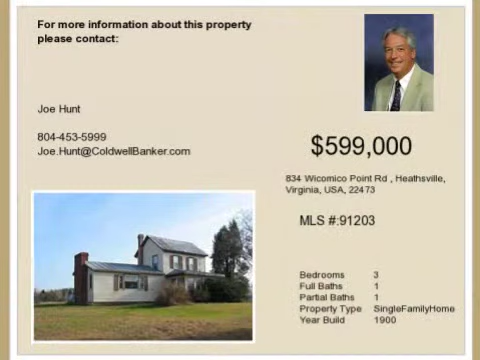 For more information about this property
please contact:
Joe Hunt
804-453-5999
Joe.Hunt@ColdwellBanker.com
$599,000
834 Wicomico Point Rd , Heathsville,
Virginia, USA, 22473
MLS #:91203
Bedrooms 3
Full Baths 1
Partial Baths 1
Property Type SingleFamilyHome
Year Build 1900